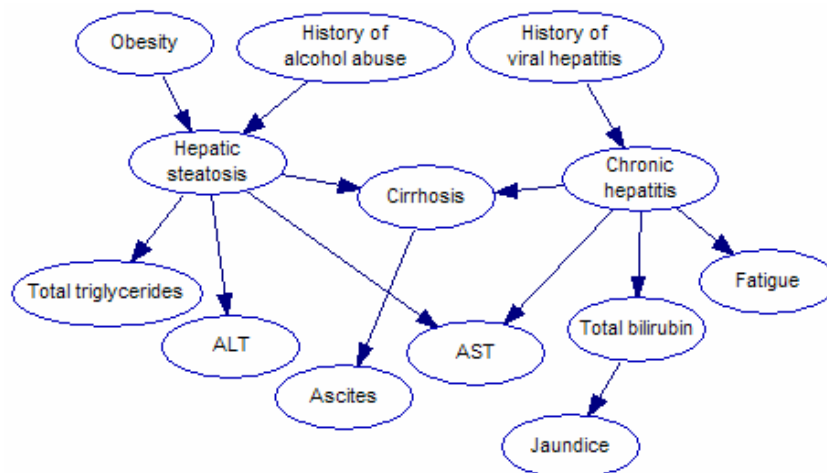 Obesity
History of
alcohol abuse
History of
viral hepatitis
Hepatic
steatosis
Cirrhosis
Chronic
hepatitis
Total triglycerides
ALT
Ascites
AST
Total bilirubin
Fatigue
Jaundice